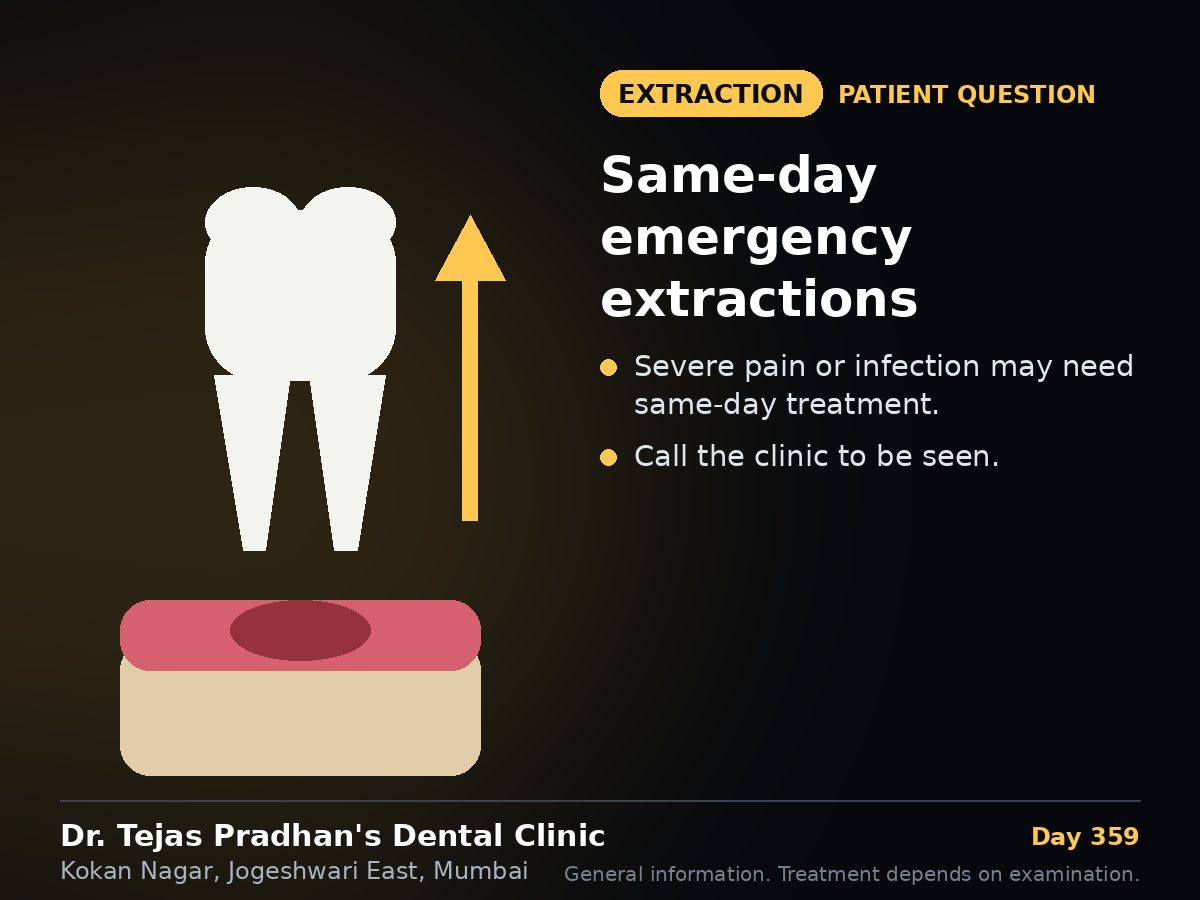 EXTRACTION PATIENT QUESTION
Same-day
emergency
extractions
Severe pain or infection may need
same-day treatment.
Call the clinic to be seen.
Dr. Tejas Pradhan's Dental Clinic
Day 359
Kokan Nagar, Jogeshwari East, Mumbai
General information. Treatment depends on examination.